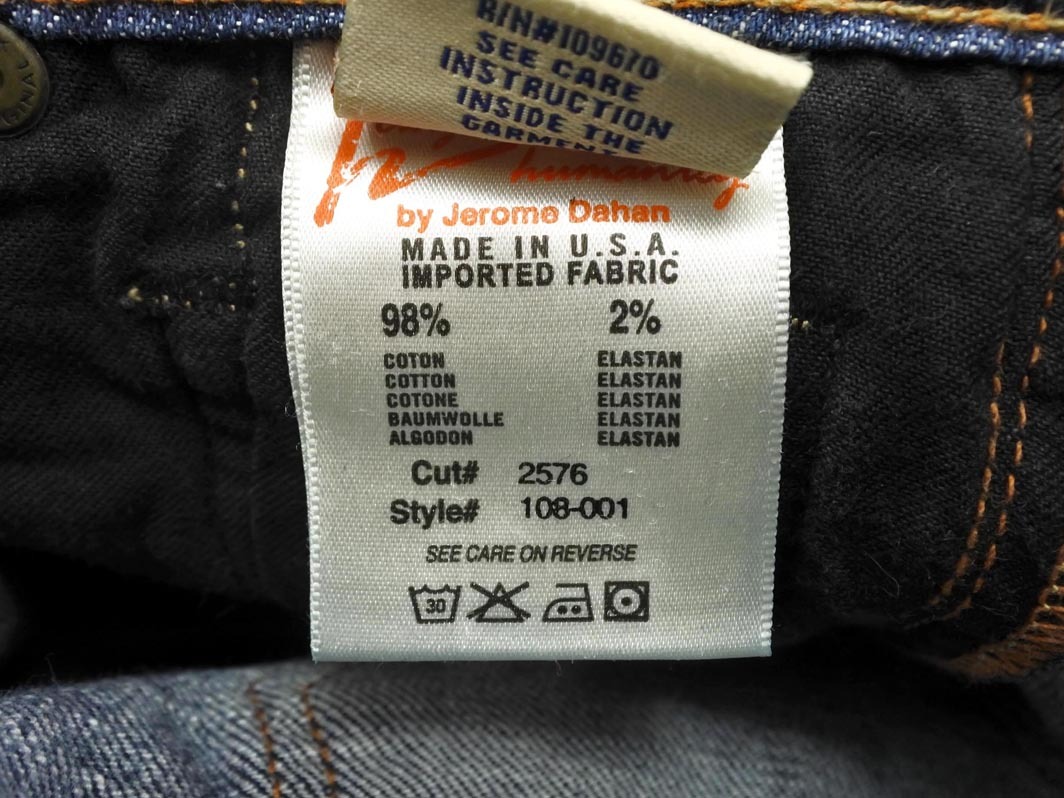 R/N#109670
SEE CARE
INSTRUCTION
INSIDE THE
GARMENT
humanity
by Jerome Dahan
MADE IN U.S.A.
IMPORTED FABRIC
98% 2%
COTON ELASTAN
COTTON ELASTAN
COTONE ELASTAN
BAUMWOLLE ELASTAN
ALGODON ELASTAN
Cut# 2576
Style# 108-001
SEE CARE ON REVERSE
30